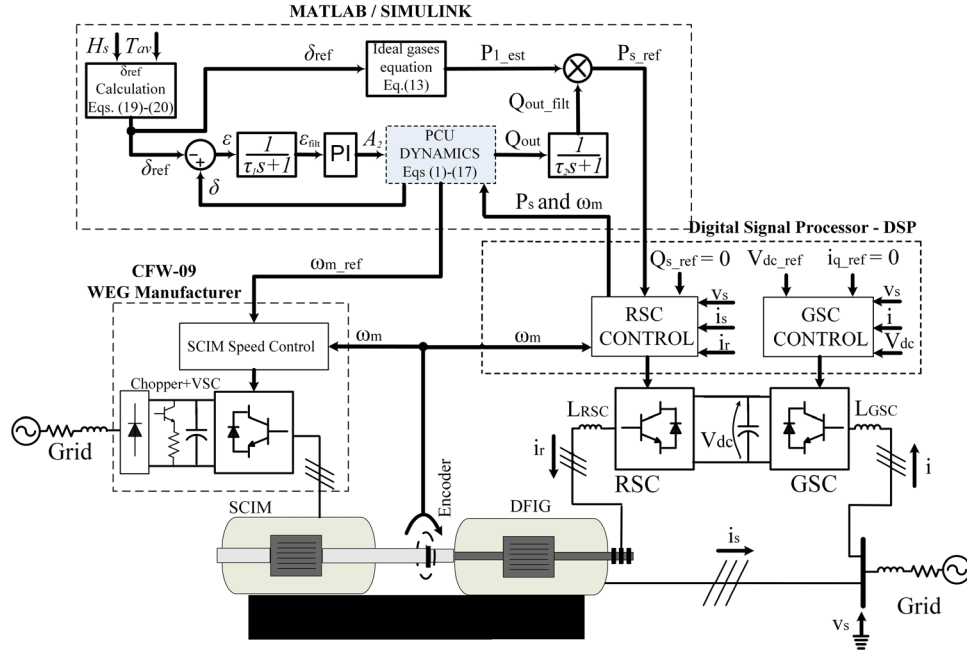 MATLAB / SIMULINK
Hs Tav
δref
Calculation
Eqs. (19)-(20)
δref
Ideal gases
equation
Eq.(13)
P1_est
Ps_ref
Qout_filt
δref
-
+
ε
1
τ1s+1
εfilt
PI
A2
PCU
DYNAMICS
Eqs (1)-(17)
Qout
1
τ2s+1
δ
Ps and ωm
ωm_ref
Digital Signal Processor - DSP
Qs_ref = 0
Vdc_ref
iq_ref = 0
RSC
CONTROL
vs
is
ir
GSC
CONTROL
vs
i
Vdc
CFW-09
WEG Manufacturer
SCIM Speed Control
ωm
ωm
Chopper+VSC
Grid
LRSC
ir
Vdc
LGSC
i
RSC
GSC
SCIM
Encoder
DFIG
is
Grid
vs